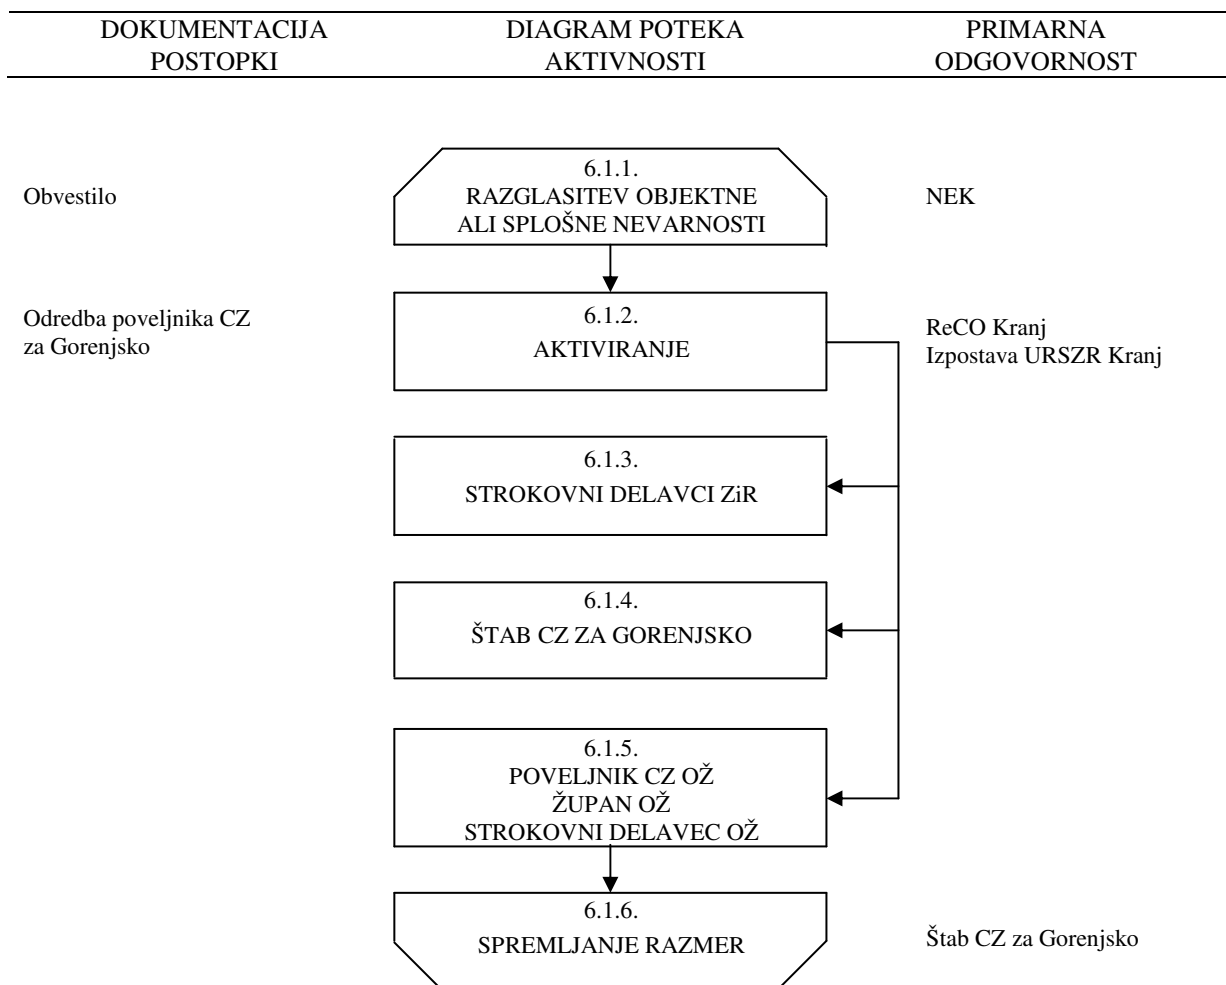 DOKUMENTACIJA
POSTOPKI
DIAGRAM POTEKA
AKTIVNOSTI
PRIMARNA
ODGOVORNOST
Obvestilo
6.1.1.
RAZGLASITEV OBJEKTNE
ALI SPLOŠNE NEVARNOSTI
NEK
Odredba poveljnika CZ
za Gorenjsko
6.1.2.
AKTIVIRANJE
ReCO Kranj
Izpostava URSZR Kranj
6.1.3.
STROKOVNI DELAVCI ZiR
6.1.4.
ŠTAB CZ ZA GORENJSKO
6.1.5.
POVELJNIK CZ OŽ
ŽUPAN OŽ
STROKOVNI DELAVEC OŽ
6.1.6.
SPREMLJANJE RAZMER
Štab CZ za Gorenjsko